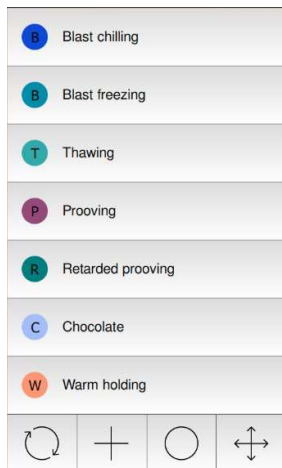 B Blast chilling
B Blast freezing
T Thawing
P Prooving
R Retarded prooving
C Chocolate
W Warm holding